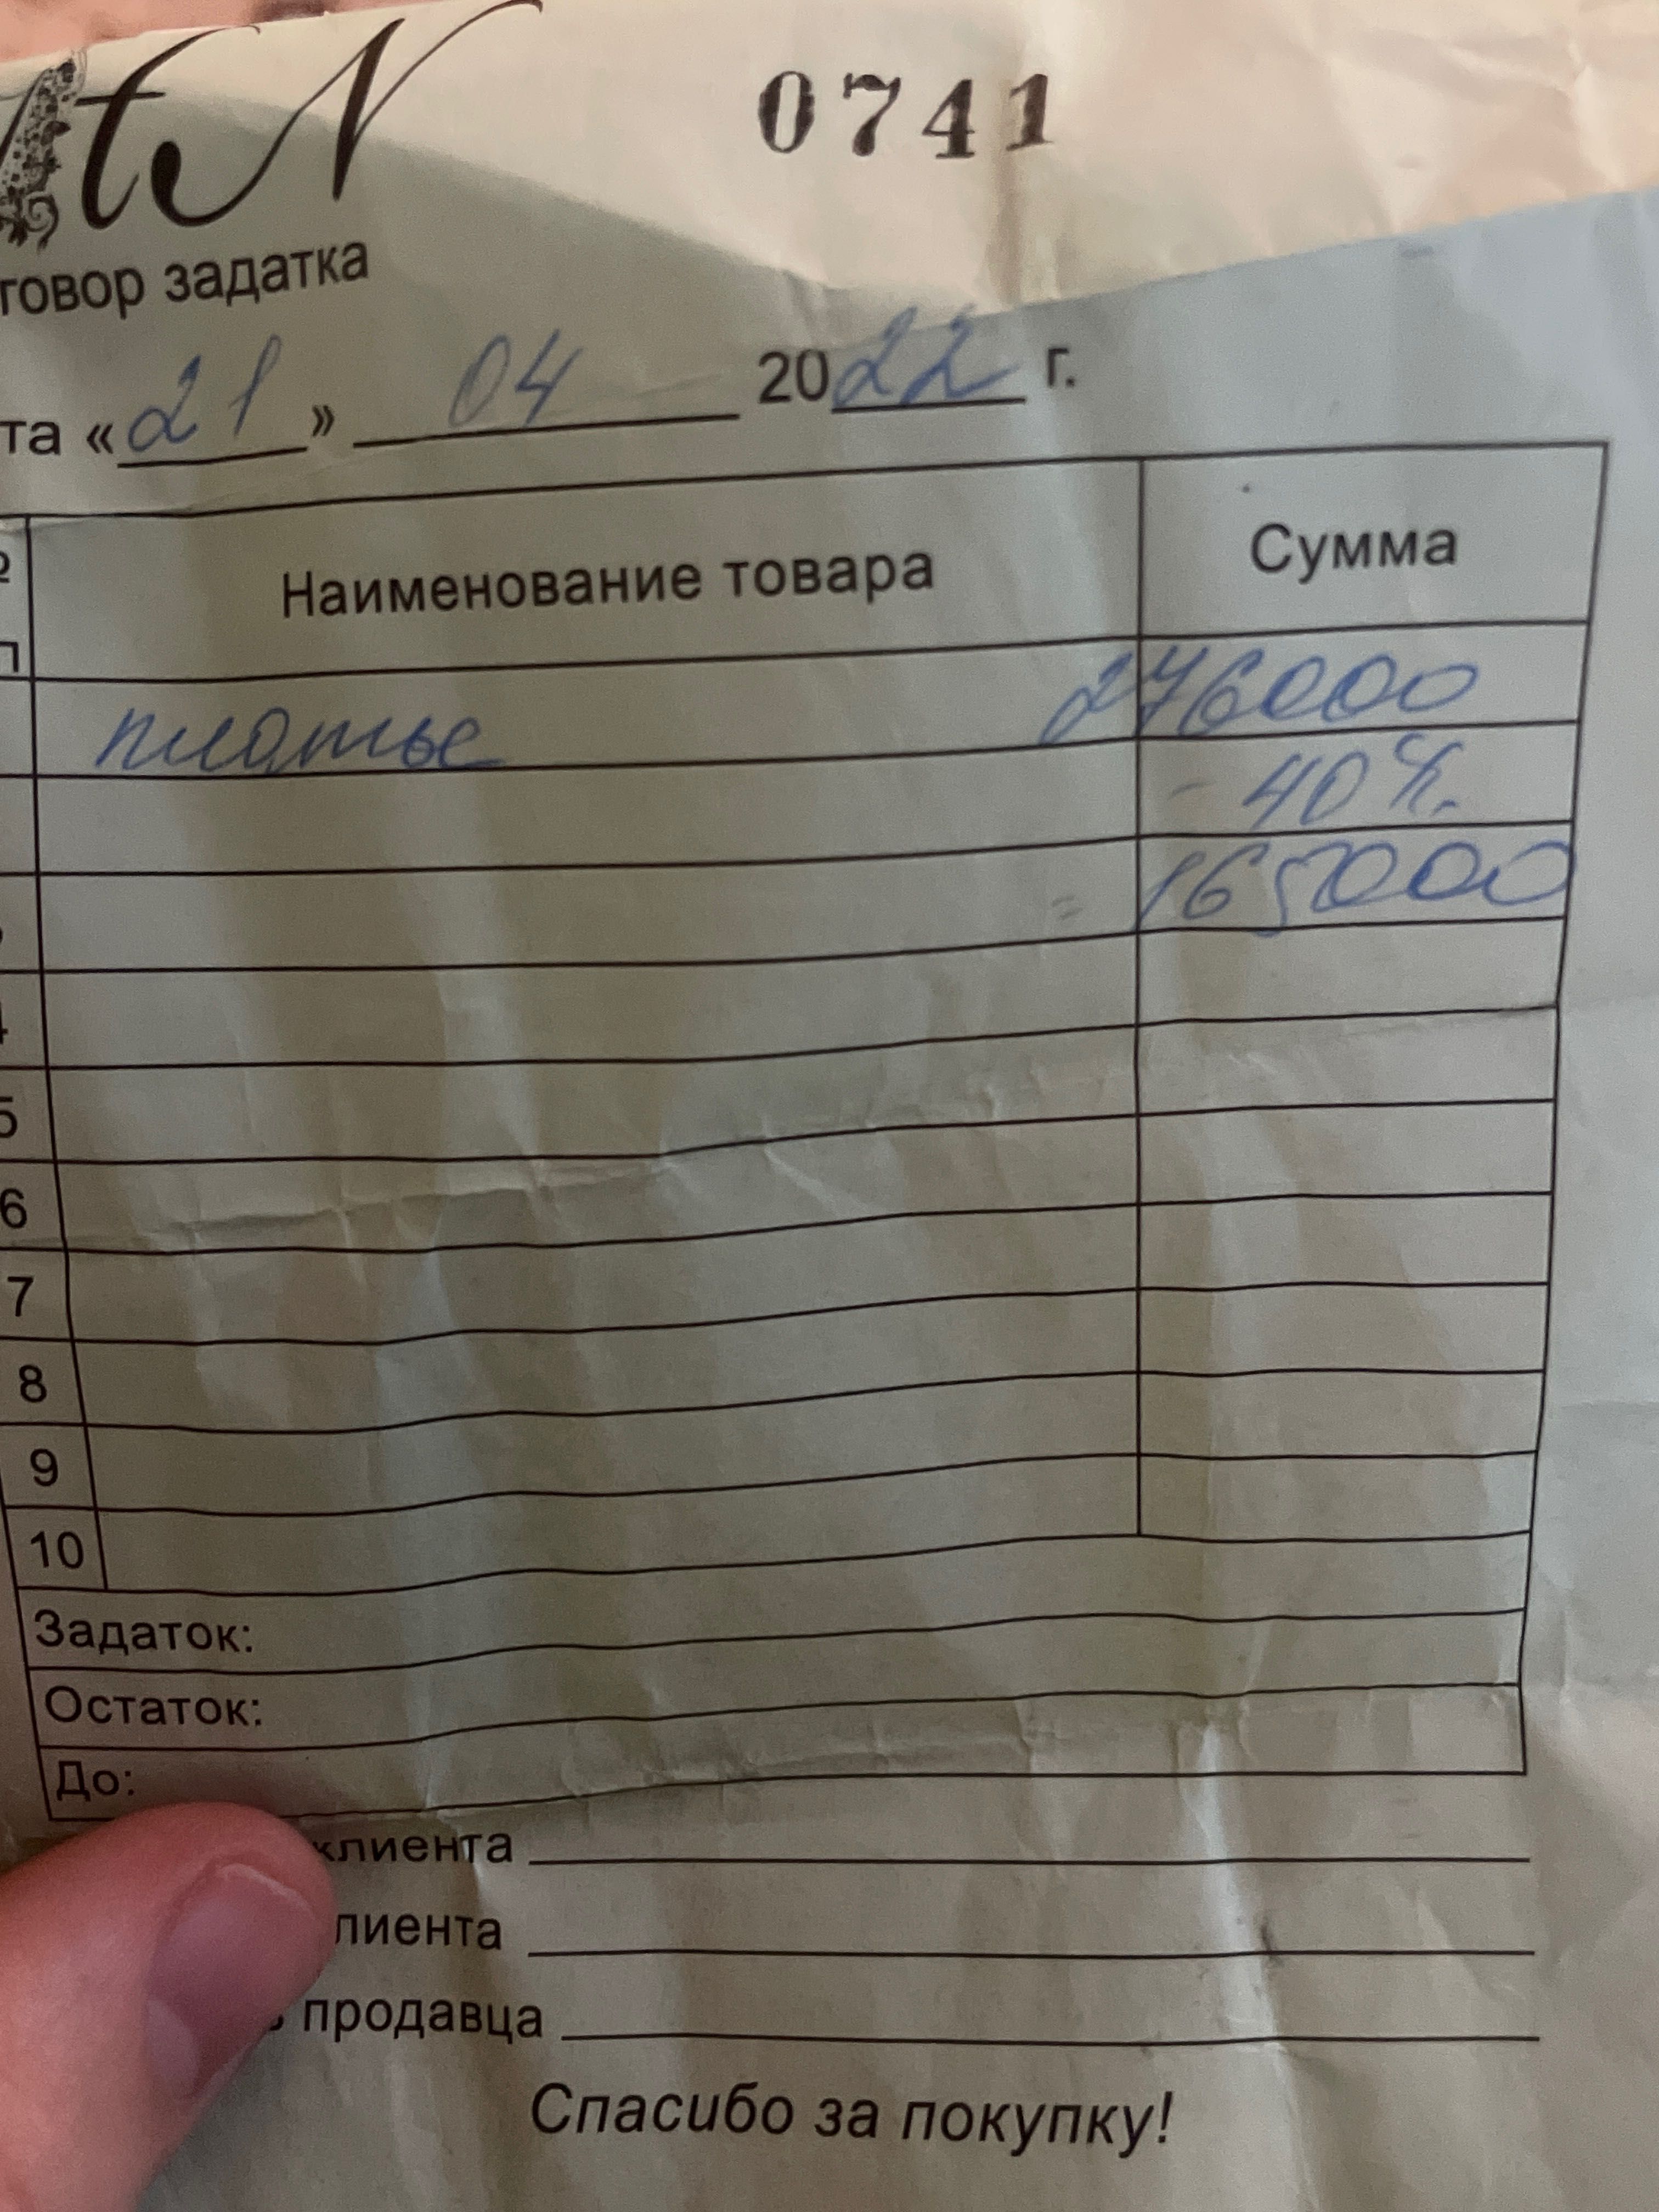 tN 0741
говор задатка
та «21» 04 2022 г.
Наименование товара Сумма
платье 276000
- 40%.
= 165000
5
6
7
8
9
10
Задаток:
Остаток:
До:
клиента
лиента
продавца
Спасибо за покупку!